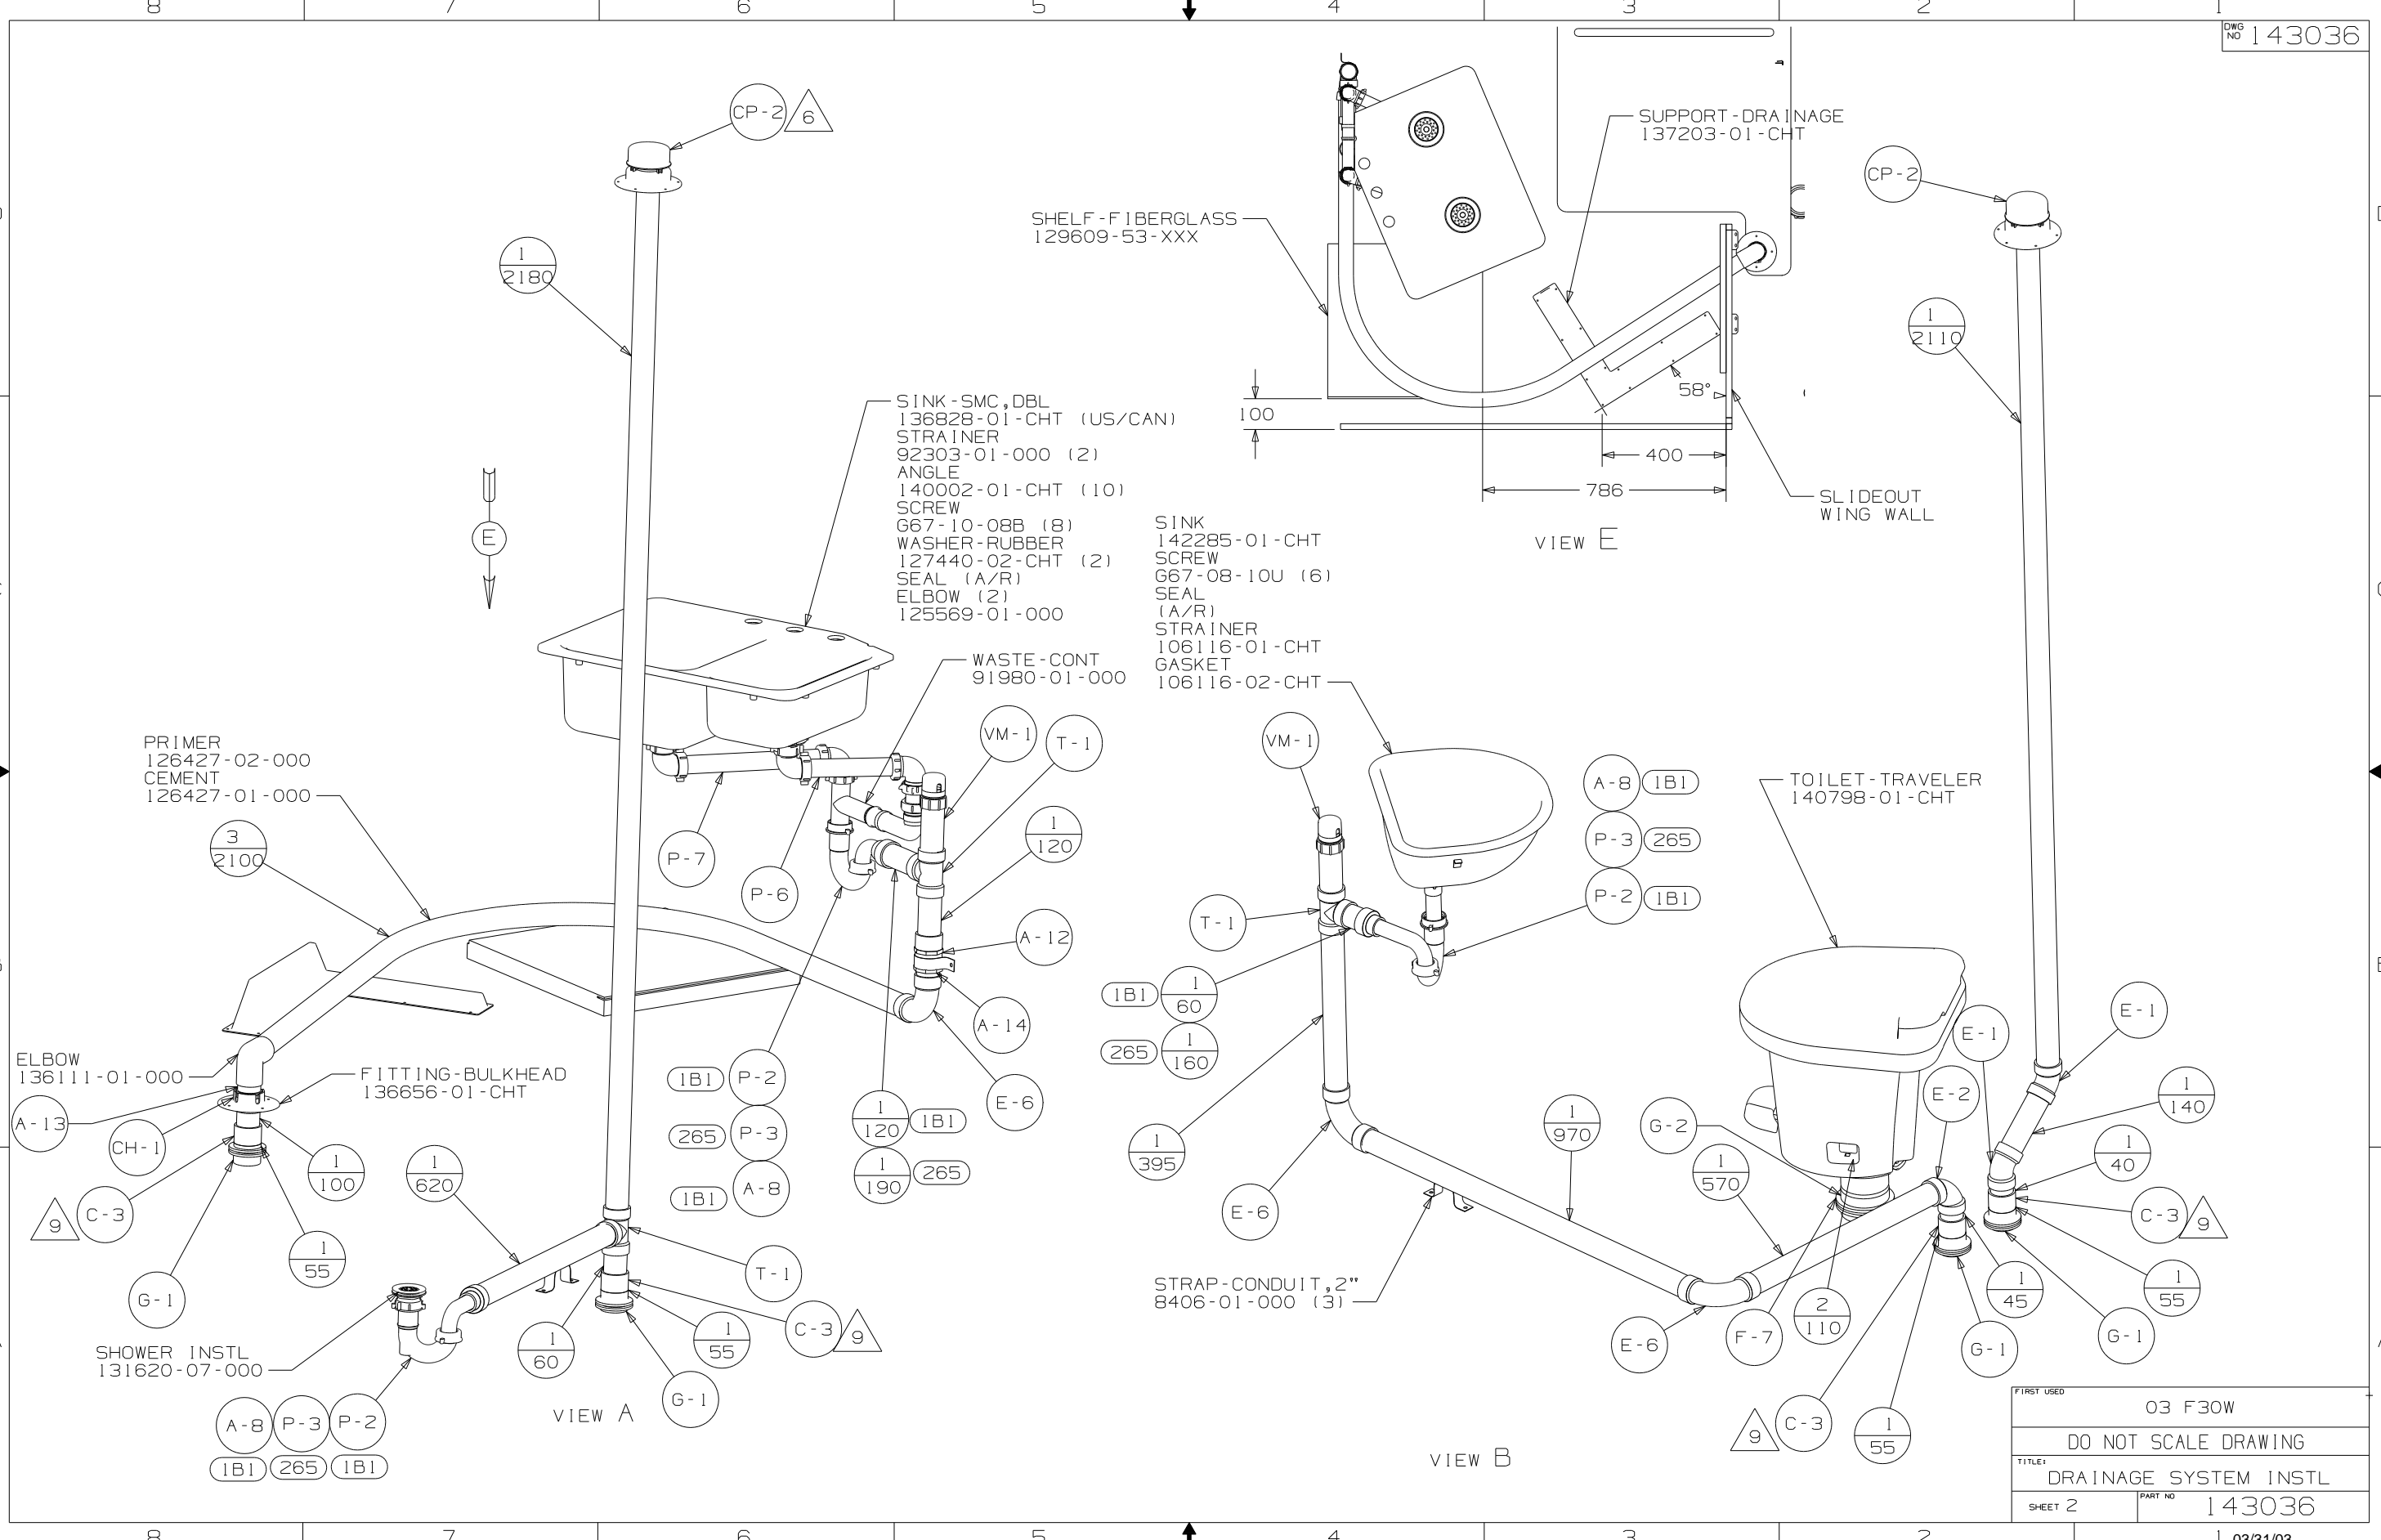 8 7 6 5 4 3 2 1
DWG NO 143036
CP-2 6
1
2180
SUPPORT-DRAINAGE
137203-01-CHT
SHELF-FIBERGLASS
129609-53-XXX
CP-2
1
2110
58°
100
400
786
SLIDEOUT
WING WALL
VIEW E
E
SINK-SMC,DBL
136828-01-CHT (US/CAN)
STRAINER
92303-01-000 (2)
ANGLE
140002-01-CHT (10)
SCREW
G67-10-08B (8)
WASHER-RUBBER
127440-02-CHT (2)
SEAL (A/R)
ELBOW (2)
125569-01-000
SINK
142285-01-CHT
SCREW
G67-08-10U (6)
SEAL
(A/R)
STRAINER
106116-01-CHT
GASKET
106116-02-CHT
WASTE-CONT
91980-01-000
PRIMER
126427-02-000
CEMENT
126427-01-000
3
2100
VM-1
T-1
1
120
P-7
P-6
A-12
A-14
E-6
ELBOW
136111-01-000
FITTING-BULKHEAD
136656-01-CHT
A-13
CH-1
1
100
9 C-3
1
55
G-1
1
620
1B1 P-2
265 P-3
1B1 A-8
1
120
1B1
1
190
265
T-1
C-3 9
1
55
1
60
G-1
SHOWER INSTL
131620-07-000
A-8 P-3 P-2
1B1 265 1B1
VIEW A
VM-1
A-8 1B1
P-3 265
P-2 1B1
TOILET-TRAVELER
140798-01-CHT
T-1
1B1
1
60
265
1
160
1
395
E-6
1
970
G-2
1
570
E-2
E-1
E-1
1
140
1
40
C-3 9
1
55
G-1
STRAP-CONDUIT,2"
8406-01-000 (3)
E-6
F-7
2
110
1
45
G-1
9 C-3
1
55
VIEW B
FIRST USED
03 F30W
DO NOT SCALE DRAWING
TITLE:
DRAINAGE SYSTEM INSTL
SHEET 2 PART NO 143036
8 7 6 5 4 3 2 1
03/31/03